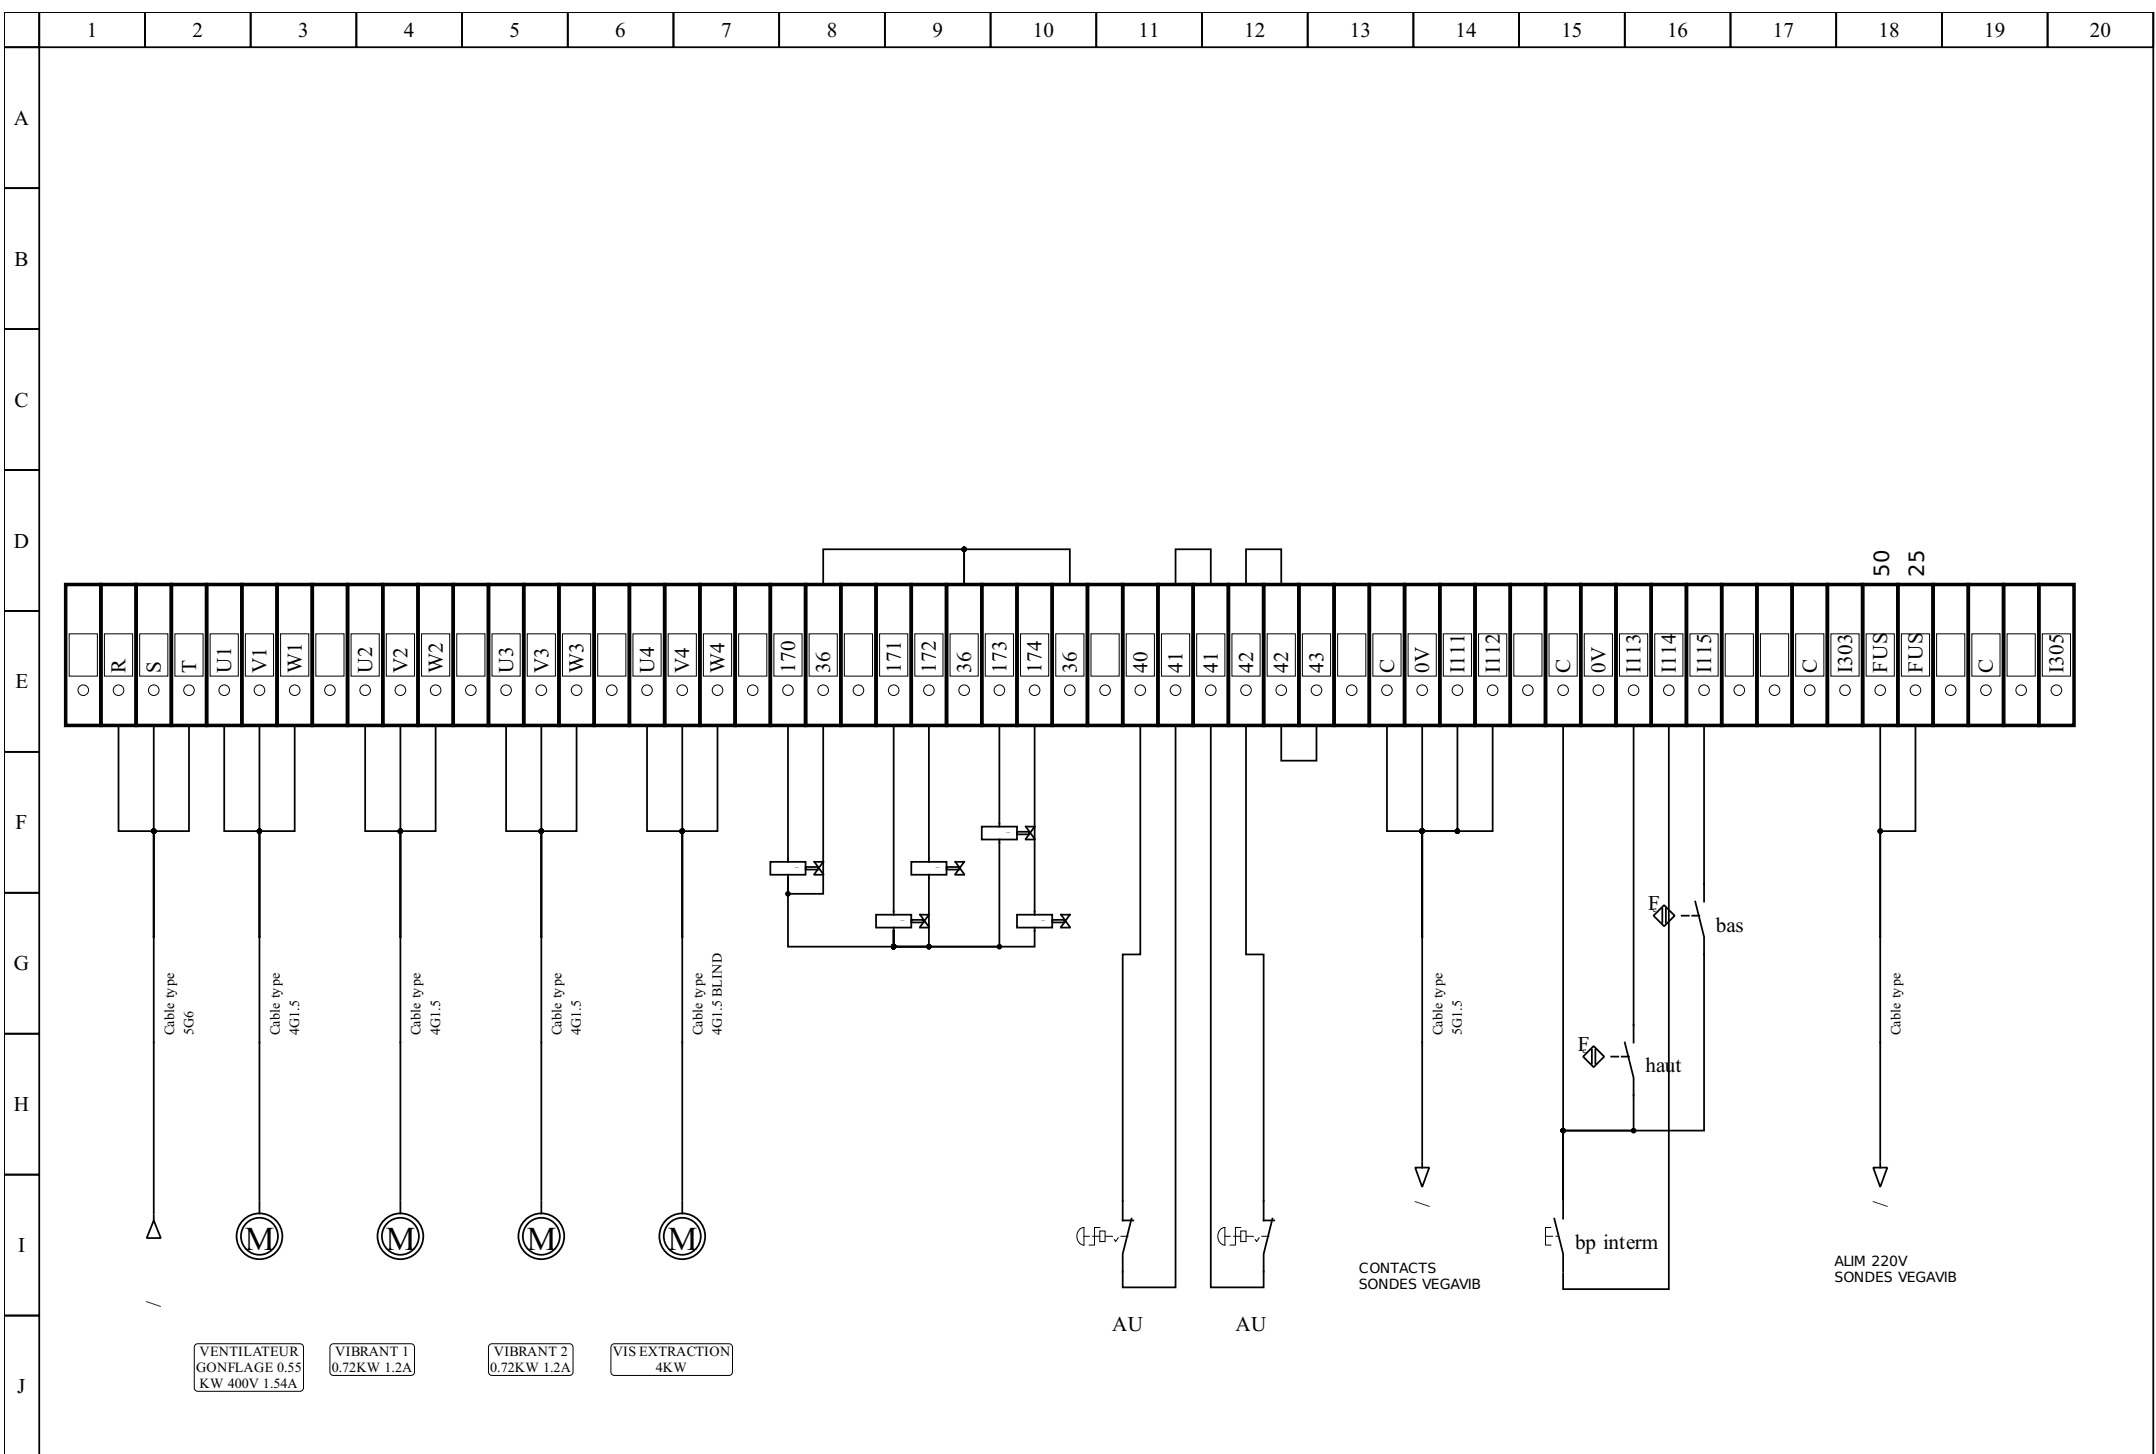 1 2 3 4 5 6 7 8 9 10 11 12 13 14 15 16 17 18 19 20
A
B
C
D
50 25
E
R S T U1 V1 W1 U2 V2 W2 U3 V3 W3 U4 V4 W4 170 36 171 172 36 173 174 36 40 41 41 42 42 43 C 0V I111 I112 C 0V I113 I114 I115 C I303 FUS FUS C I305
F
G
E
bas
Cable type
5G6
Cable type
4G1.5
Cable type
4G1.5
Cable type
4G1.5
Cable type
4G1.5 BLIND
Cable type
5G1.5
Cable type
H
E
haut
I
M M M M
bp interm
CONTACTS
SONDES VEGAVIB
ALIM 220V
SONDES VEGAVIB
/ / /
AU AU
J
VENTILATEUR
GONFLAGE 0.55
KW 400V 1.54A
VIBRANT 1
0.72KW 1.2A
VIBRANT 2
0.72KW 1.2A
VIS EXTRACTION
4KW